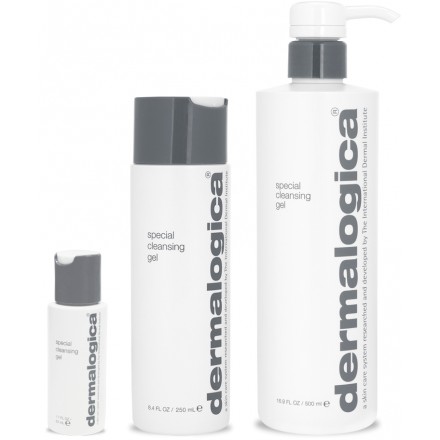 special
cleansing
gel
dermalogica
special
cleansing
gel
8.4 FL OZ / 250 mL ℮
dermalogica®
a skin care system researched and developed by The International Dermal Institute
special
cleansing
gel
16.9 FL OZ / 500 mL ℮
dermalogica®
a skin care system researched and developed by The International Dermal Institute